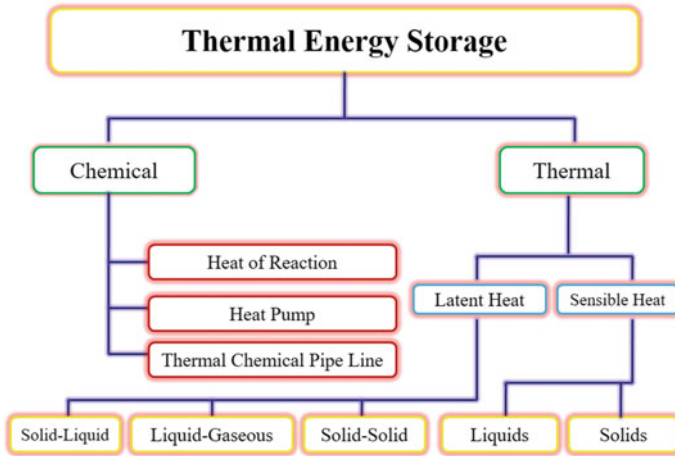 Thermal Energy Storage
Chemical
Thermal
Heat of Reaction
Heat Pump
Thermal Chemical Pipe Line
Latent Heat
Sensible Heat
Solid-Liquid
Liquid-Gaseous
Solid-Solid
Liquids
Solids